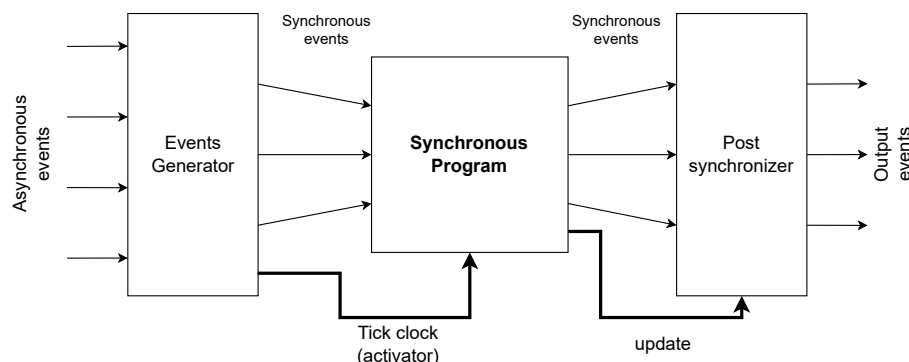 Asynchronous
events
Events
Generator
Synchronous
events
Synchronous
Program
Synchronous
events
Post
synchronizer
Output
events
Tick clock
(activator)
update